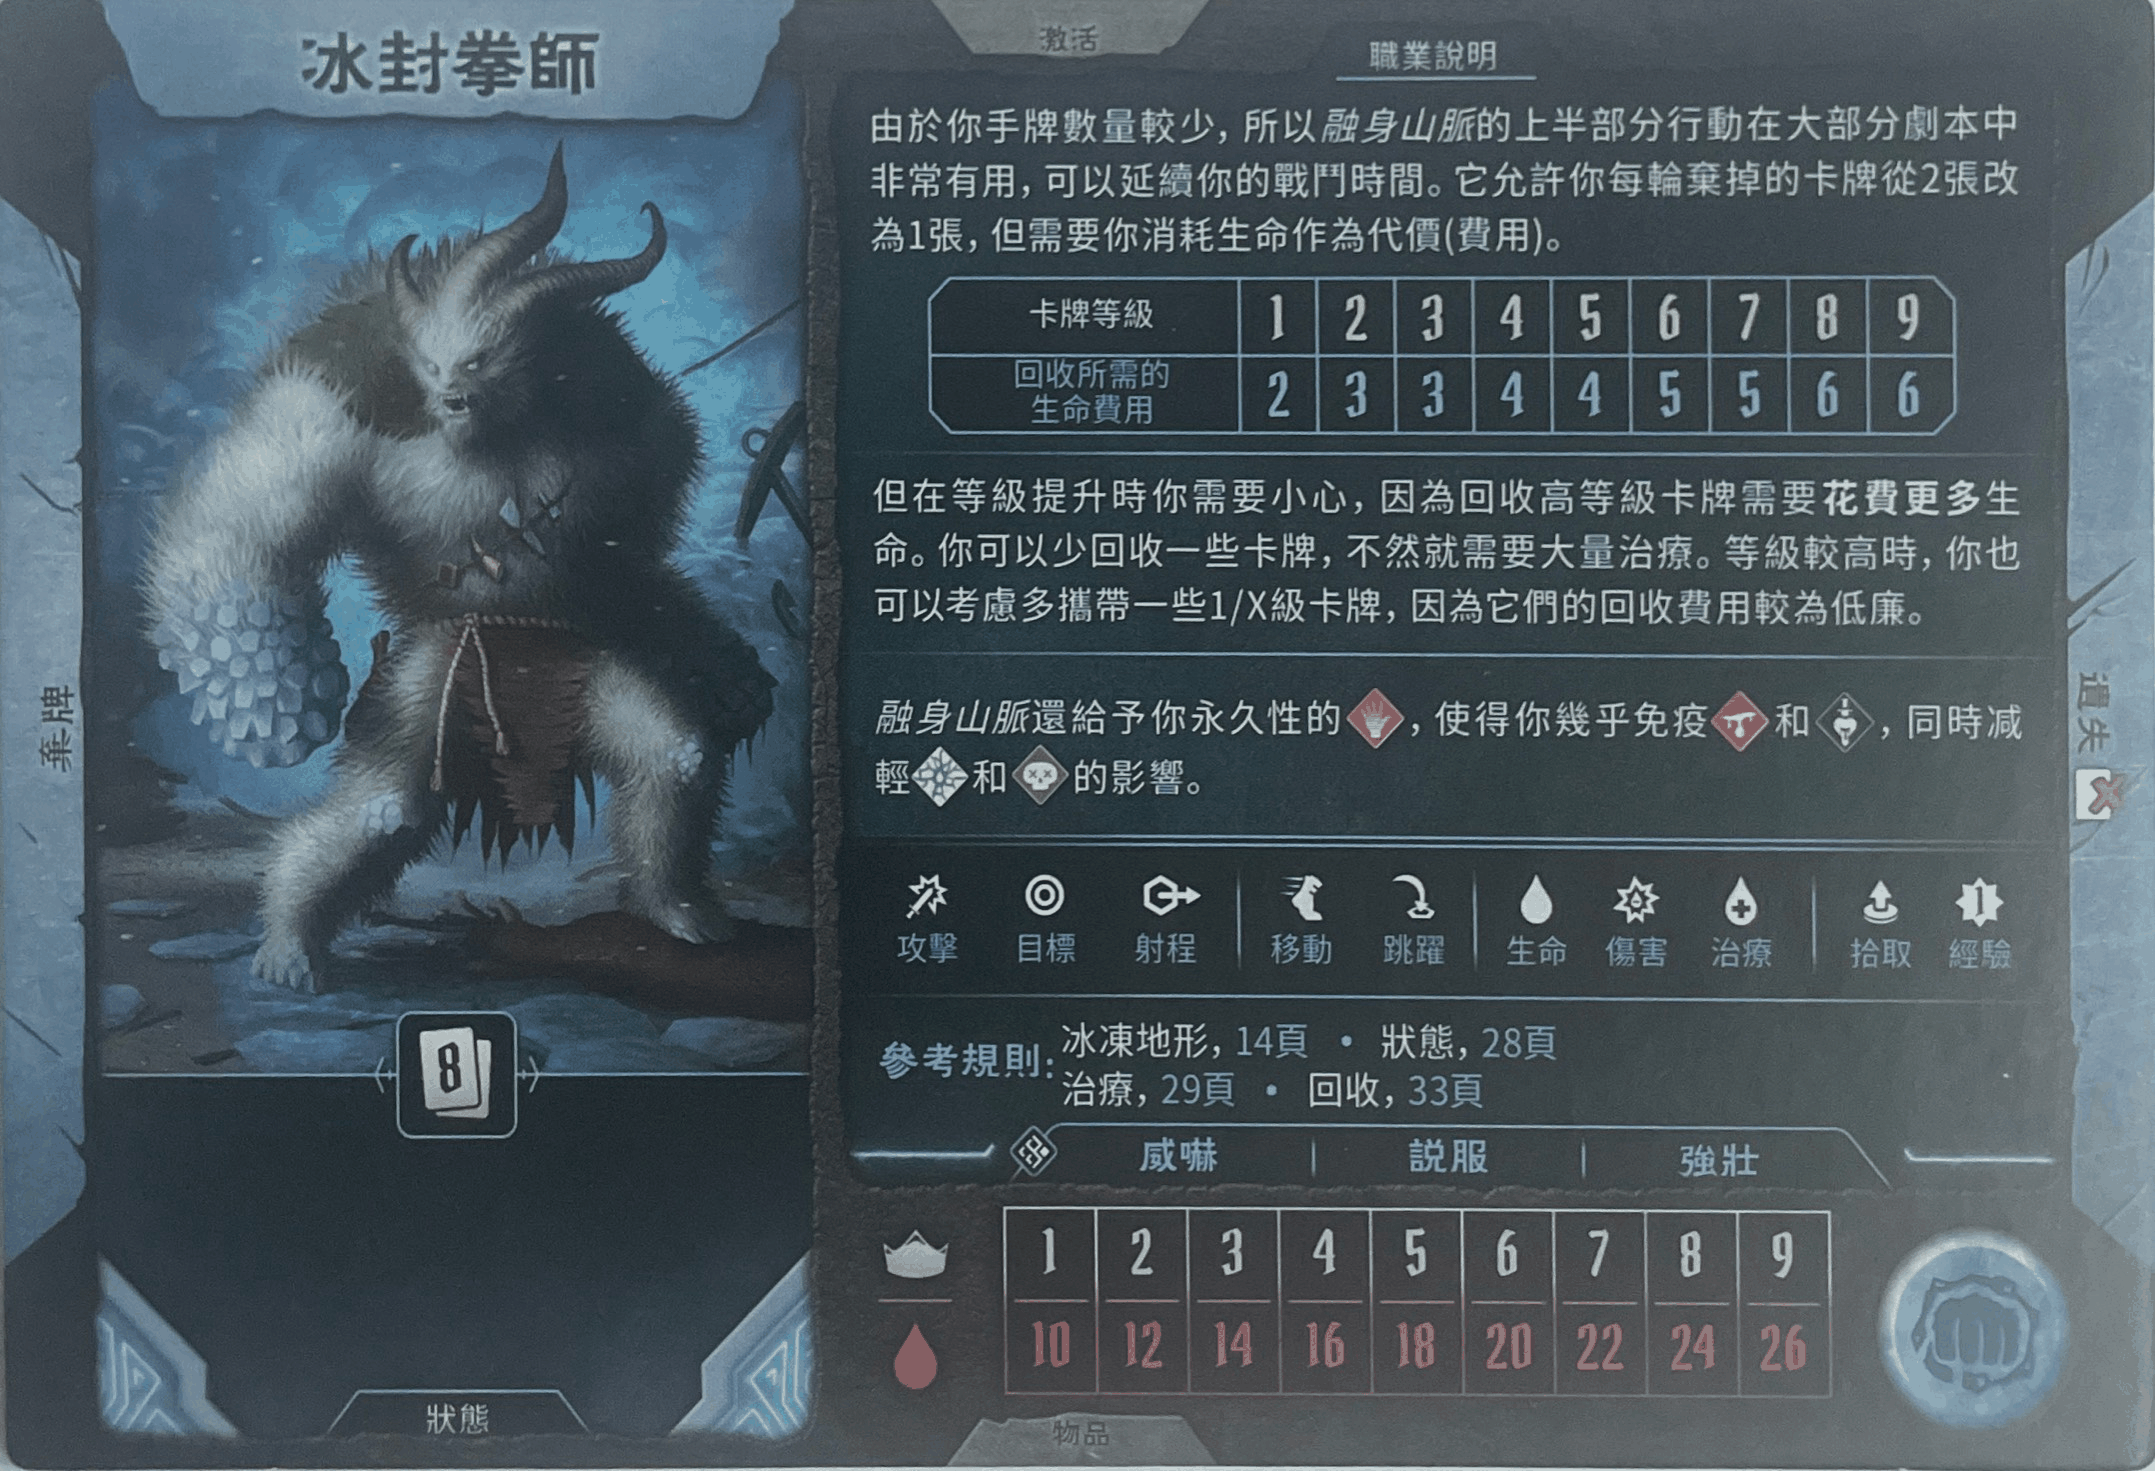 冰封拳師
激活
職業說明
由於你手牌數量較少，所以融身山脈的上半部分行動在大部分劇本中
非常有用，可以延續你的戰鬥時間。它允許你每輪棄掉的卡牌從2張改
為1張，但需要你消耗生命作為代價(費用)。
卡牌等級 1 2 3 4 5 6 7 8 9
回收所需的
生命費用 2 3 3 4 4 5 5 6 6
但在等級提升時你需要小心，因為回收高等級卡牌需要花費更多生
命。你可以少回收一些卡牌，不然就需要大量治療。等級較高時，你也
可以考慮多攜帶一些1/X級卡牌，因為它們的回收費用較為低廉。
融身山脈還給予你永久性的，使得你幾乎免疫和，同時減
輕和的影響。
攻擊 目標 射程 移動 跳躍 生命 傷害 治療 拾取 經驗
1
參考規則:
冰凍地形，14頁 • 狀態，28頁
治療，29頁 • 回收，33頁
威嚇 説服 強壯
1 2 3 4 5 6 7 8 9
10 12 14 16 18 20 22 24 26
8
狀態
物品
棄牌
遺失